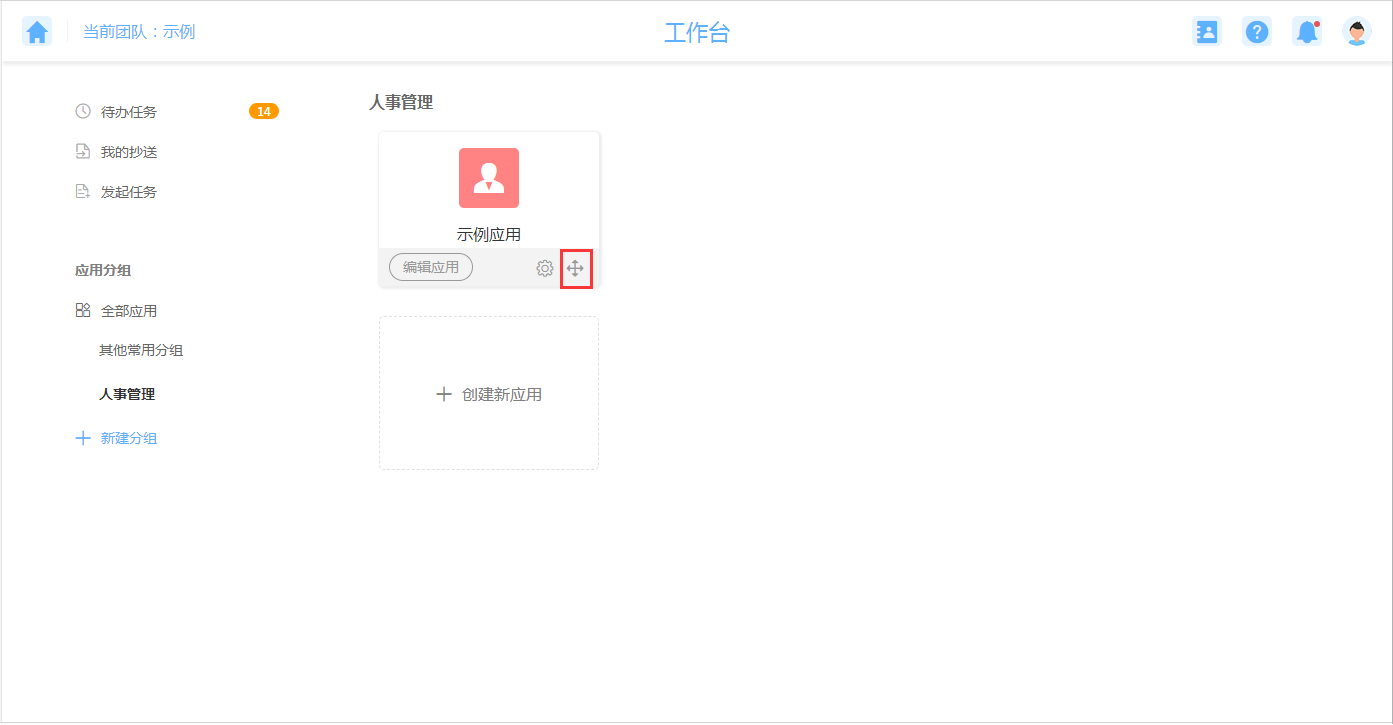 当前团队：示例
工作台
待办任务 14
我的抄送
发起任务
应用分组
全部应用
其他常用分组
人事管理
新建分组
人事管理
示例应用
编辑应用
创建新应用